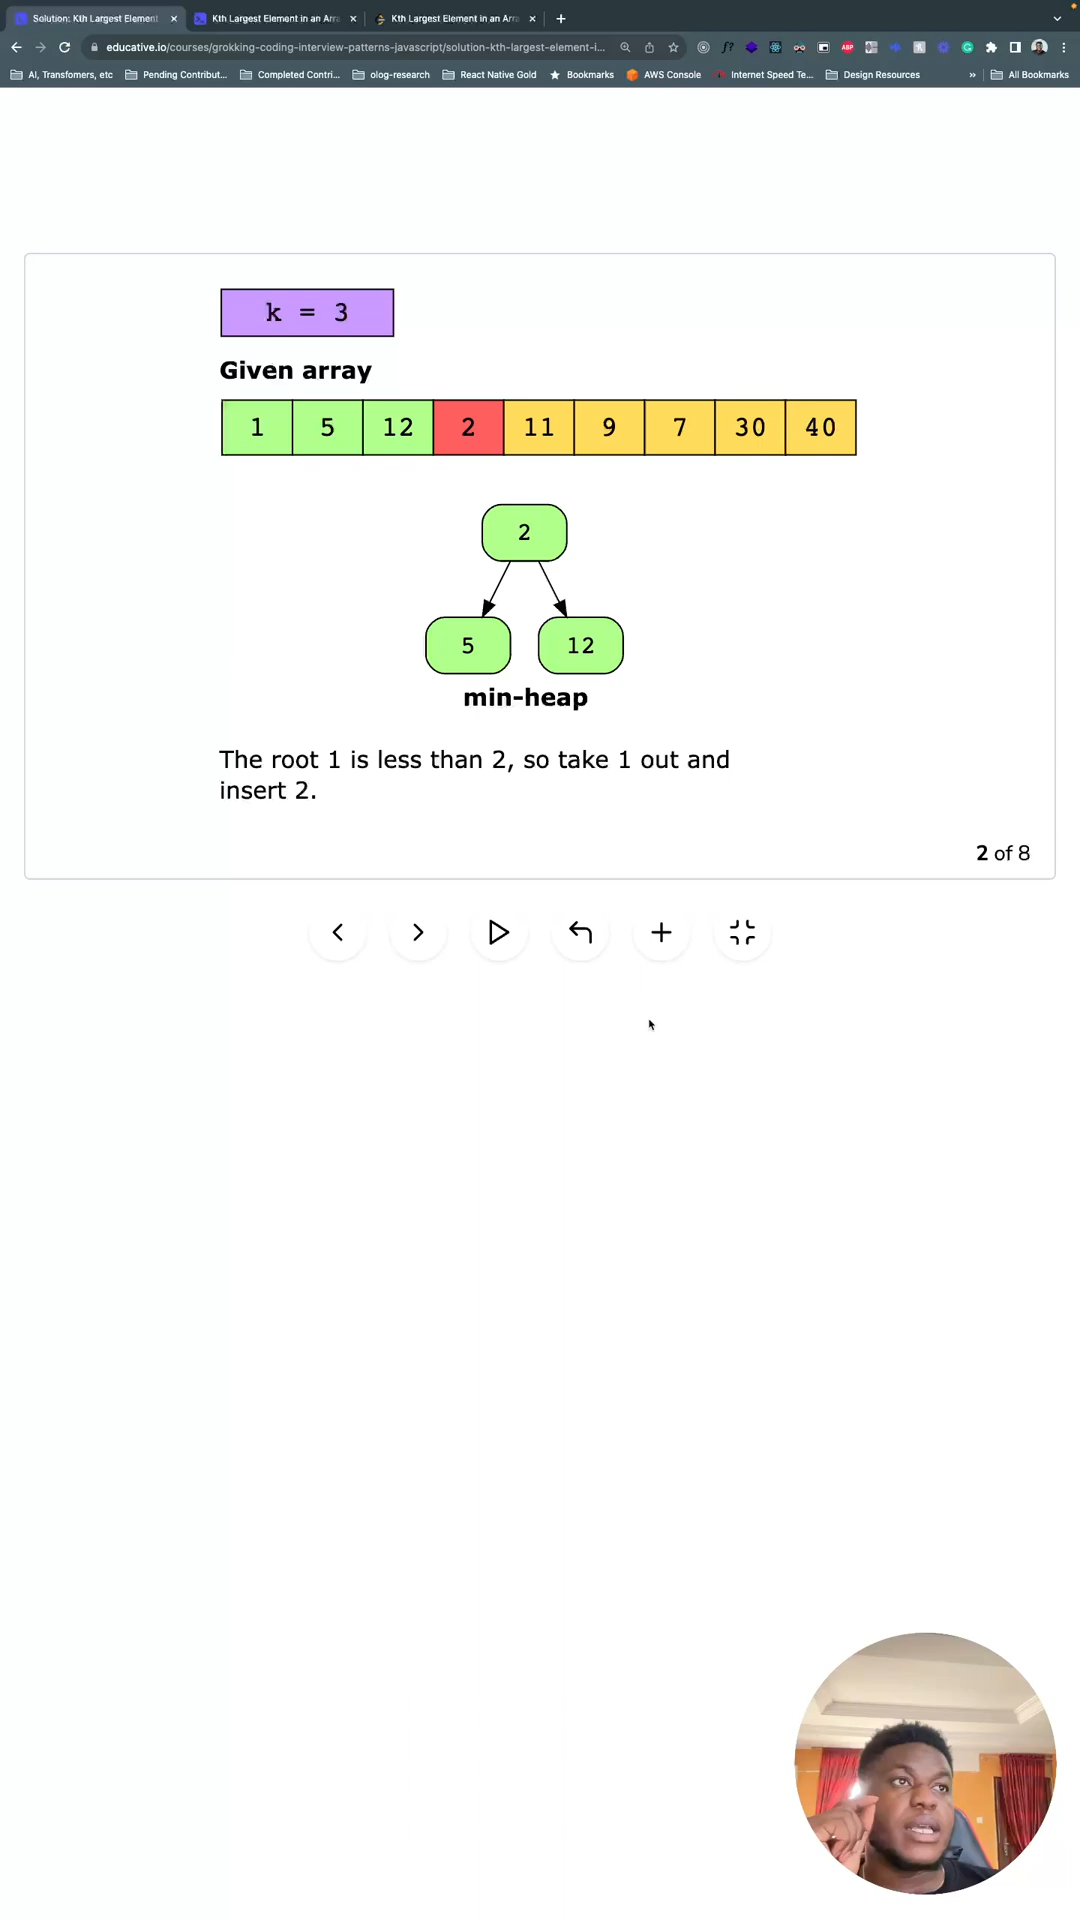 Solution: Kth Largest Element
Kth Largest Element in an Arra
Kth Largest Element in an Arra
educative.io/courses/grokking-coding-interview-patterns-javascript/solution-kth-largest-element-i...
f?
ABP
AI, Transfomers, etc
Pending Contribut...
Completed Contri...
olog-research
React Native Gold
Bookmarks
AWS Console
Internet Speed Te...
Design Resources
»
All Bookmarks
k = 3
Given array
1 5 12 2 11 9 7 30 40
2
5 12
min-heap
The root 1 is less than 2, so take 1 out and
insert 2.
2 of 8